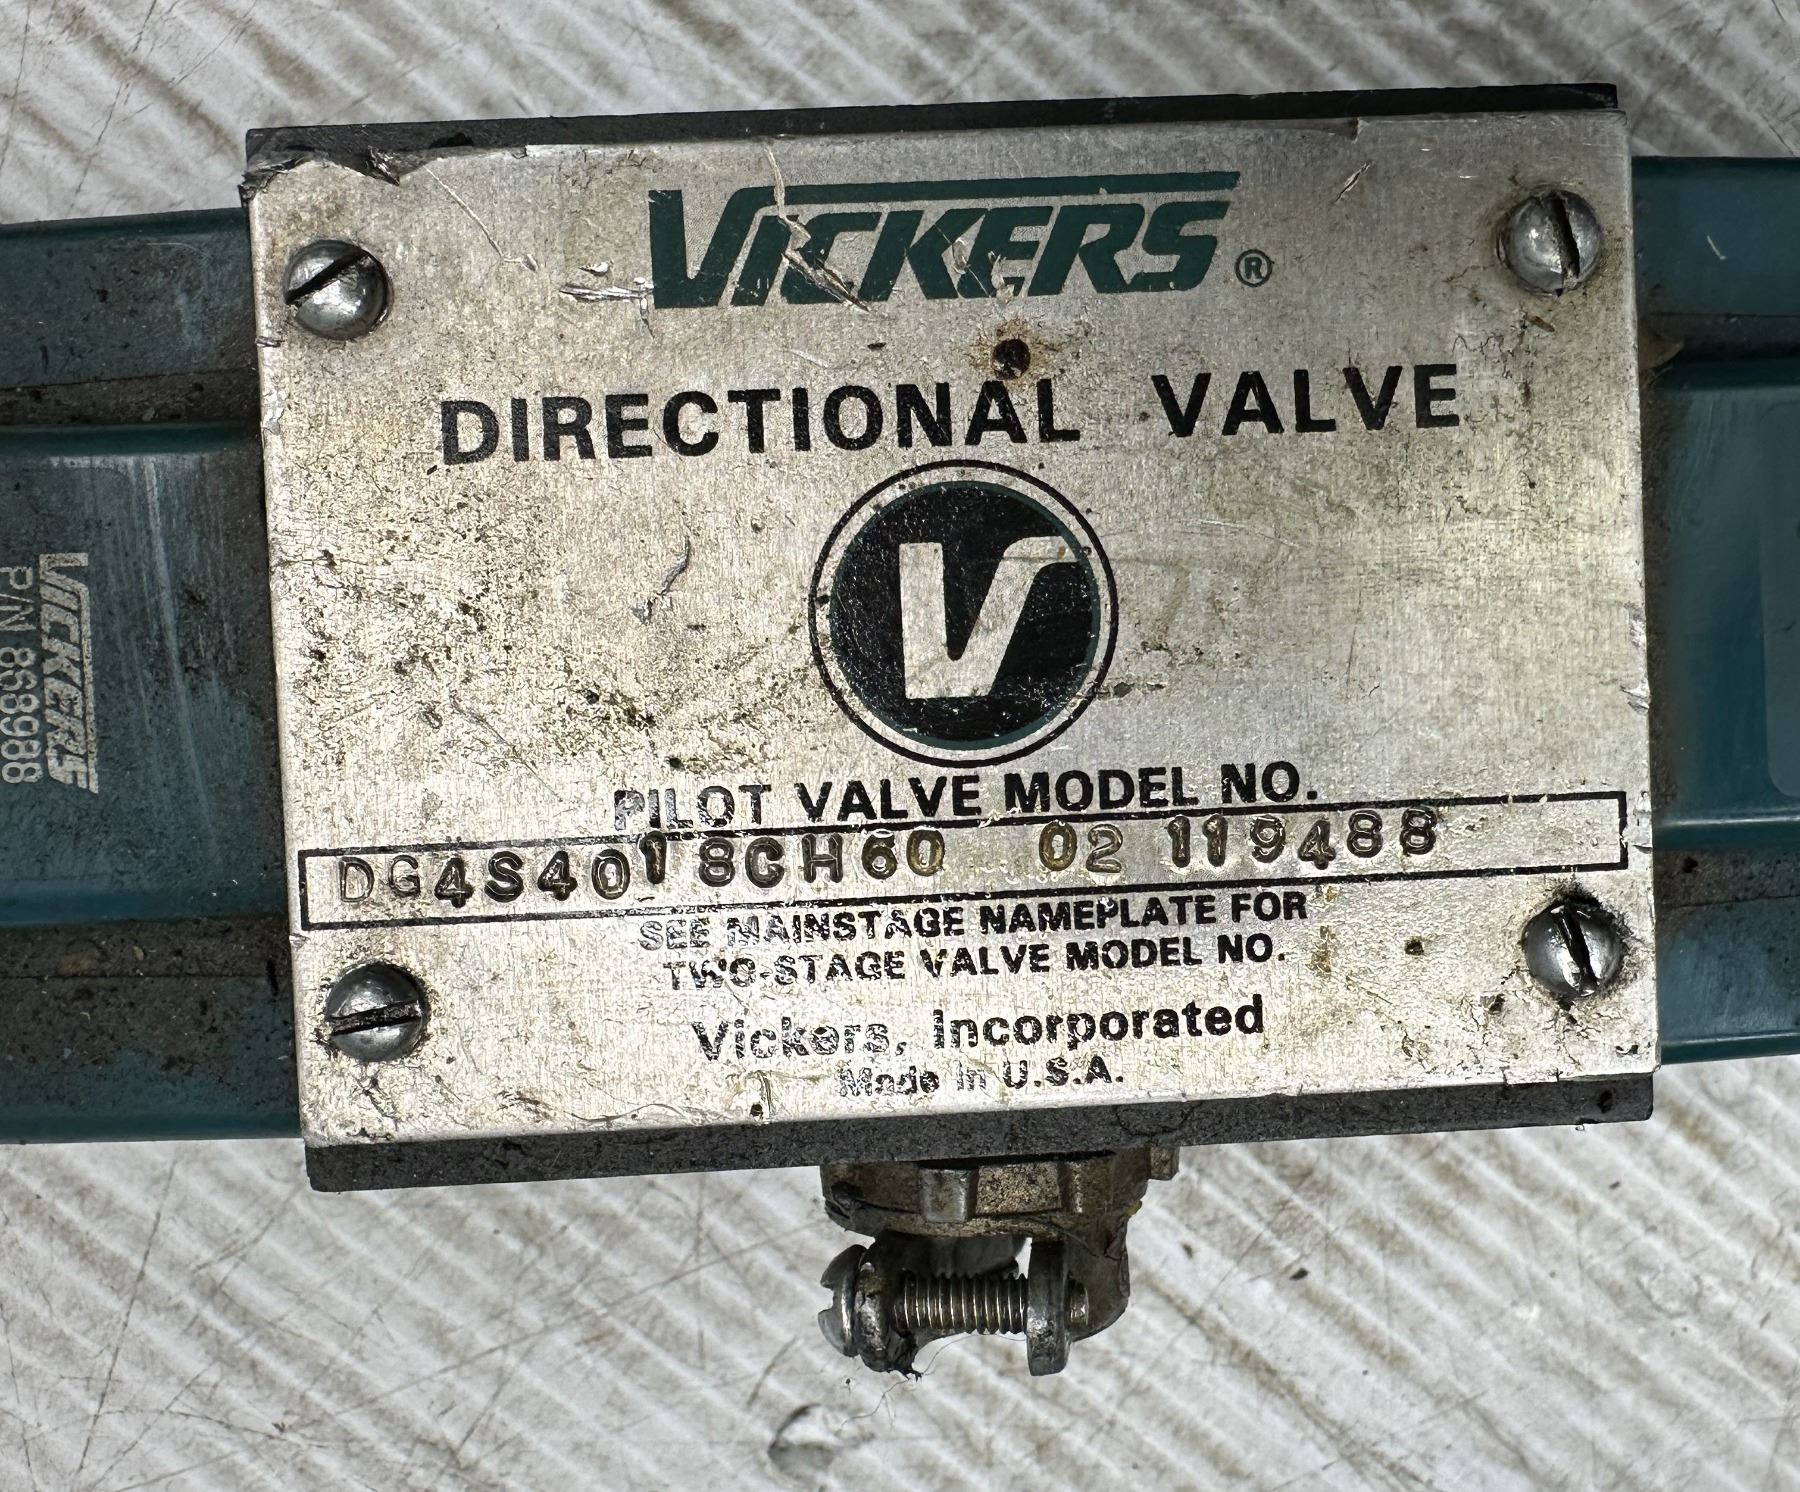 VICKERS®
DIRECTIONAL VALVE
V
PILOT VALVE MODEL NO.
DG4S4018CH60 02 119488
SEE MAINSTAGE NAMEPLATE FOR
TWO-STAGE VALVE MODEL NO.
Vickers, Incorporated
Made in U.S.A.
VICKERS
P/N 868988